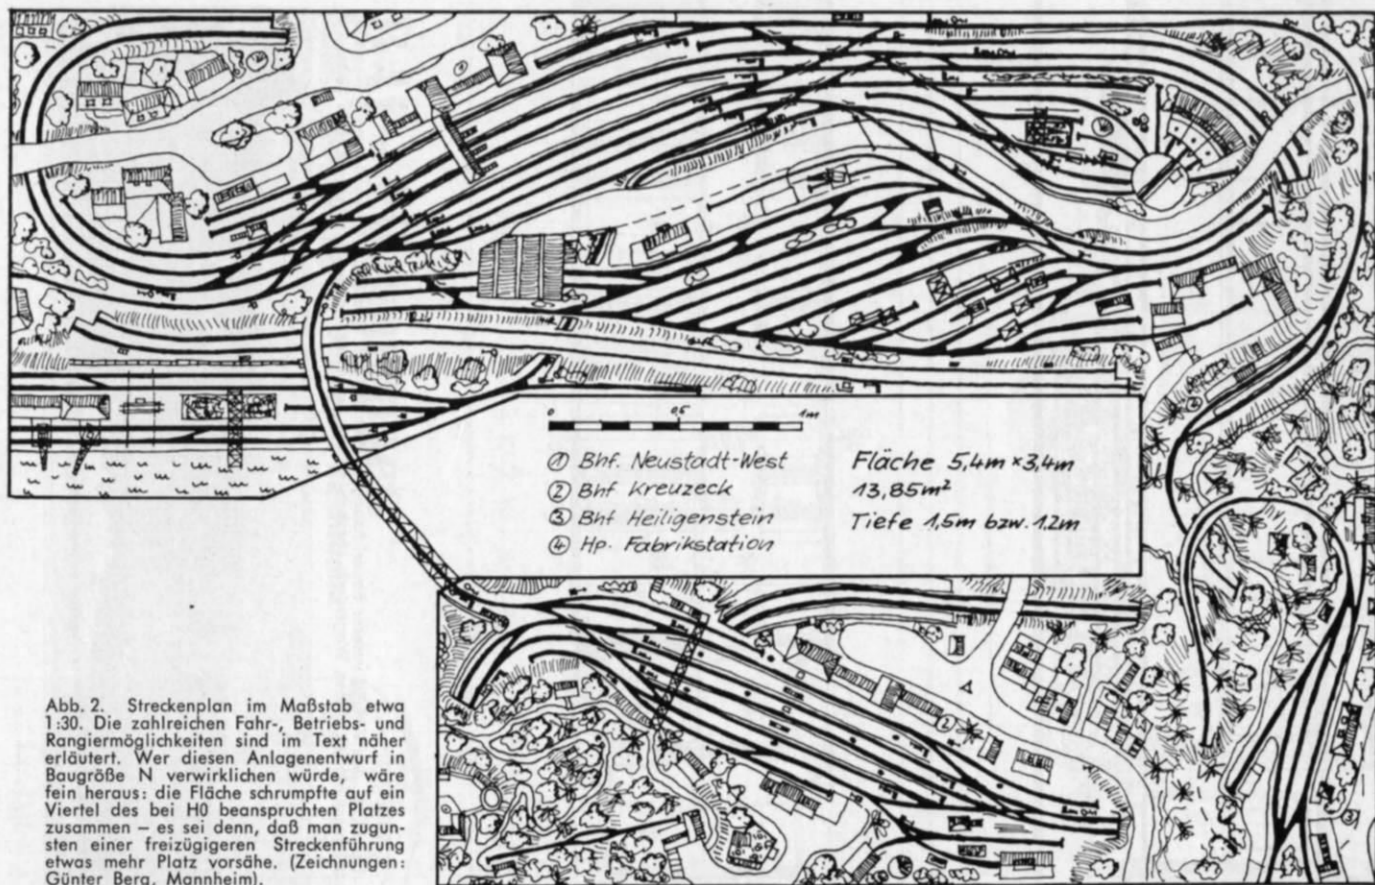 0 0,5 1m
① Bhf. Neustadt-West
② Bhf Kreuzeck
③ Bhf Heiligenstein
④ Hp. Fabrikstation
Fläche 5,4m × 3,4m
13,85m²
Tiefe 1,5m bzw. 1,2m
Abb. 2. Streckenplan im Maßstab etwa
1:30. Die zahlreichen Fahr-, Betriebs- und
Rangiermöglichkeiten sind im Text näher
erläutert. Wer diesen Anlagenentwurf in
Baugröße N verwirklichen würde, wäre
fein heraus: die Fläche schrumpfte auf ein
Viertel des bei H0 beanspruchten Platzes
zusammen – es sei denn, daß man zugun-
sten einer freizügigeren Streckenführung
etwas mehr Platz vorsähe. (Zeichnungen:
Günter Berg, Mannheim).